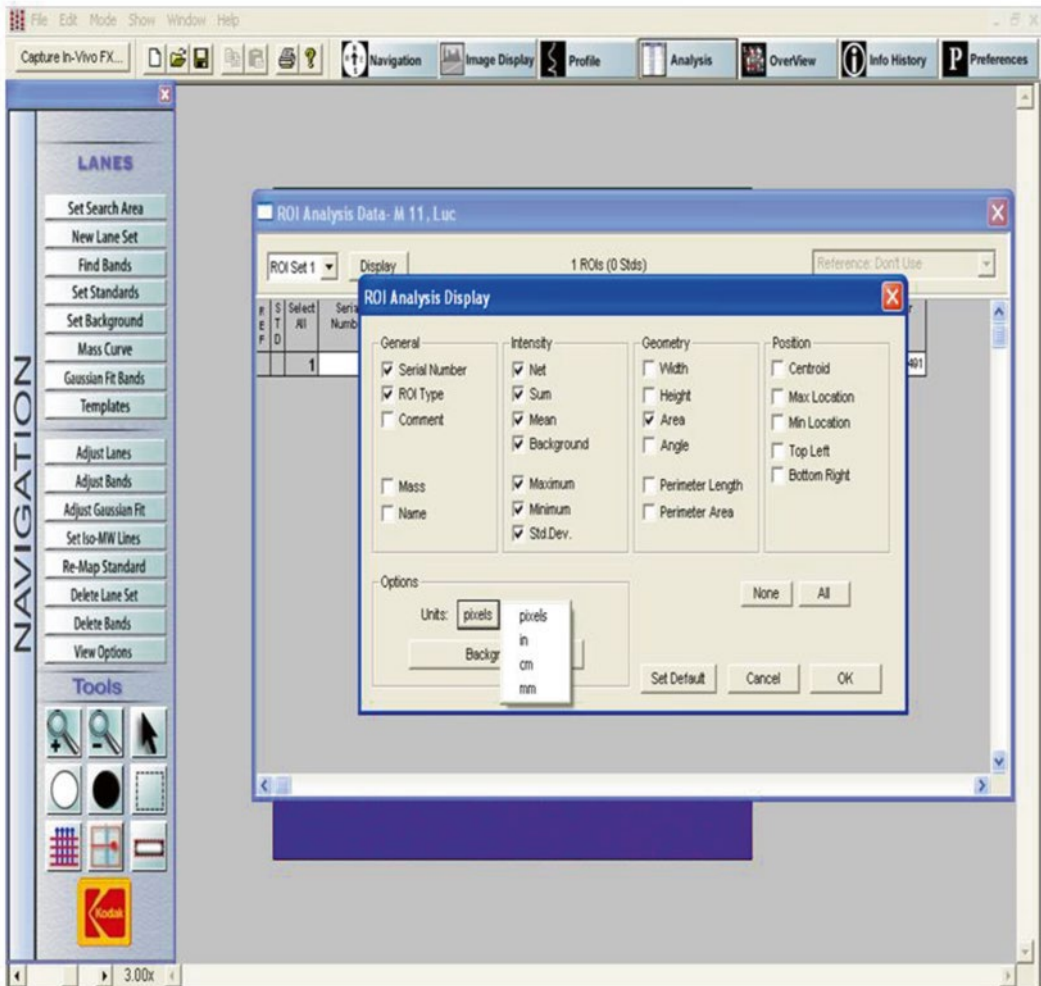 File Edit Mode Show Window Help
Capture In-Vivo FX...
Navigation
Image Display
Profile
Analysis
OverView
Info History
P Preferences
NAVIGATION
LANES
Set Search Area
New Lane Set
Find Bands
Set Standards
Set Background
Mass Curve
Gaussian Fit Bands
Templates
Adjust Lanes
Adjust Bands
Adjust Gaussian Fit
Set Iso-MW Lines
Re-Map Standard
Delete Lane Set
Delete Bands
View Options
Tools
Kodak
3.00x
ROI Analysis Data- M 11, Luc
ROI Set 1
Display
1 ROIs (0 Stds)
Reference: Don't Use
REF
STD
Select All
1
491
ROI Analysis Display
General
Serial Number
ROI Type
Comment
Mass
Name
Intensity
Net
Sum
Mean
Background
Maximum
Minimum
Std.Dev.
Geometry
Width
Height
Area
Angle
Perimeter Length
Perimeter Area
Position
Centroid
Max Location
Min Location
Top Left
Bottom Right
Options
Units: pixels
pixels
in
cm
mm
None
All
Set Default
Cancel
OK